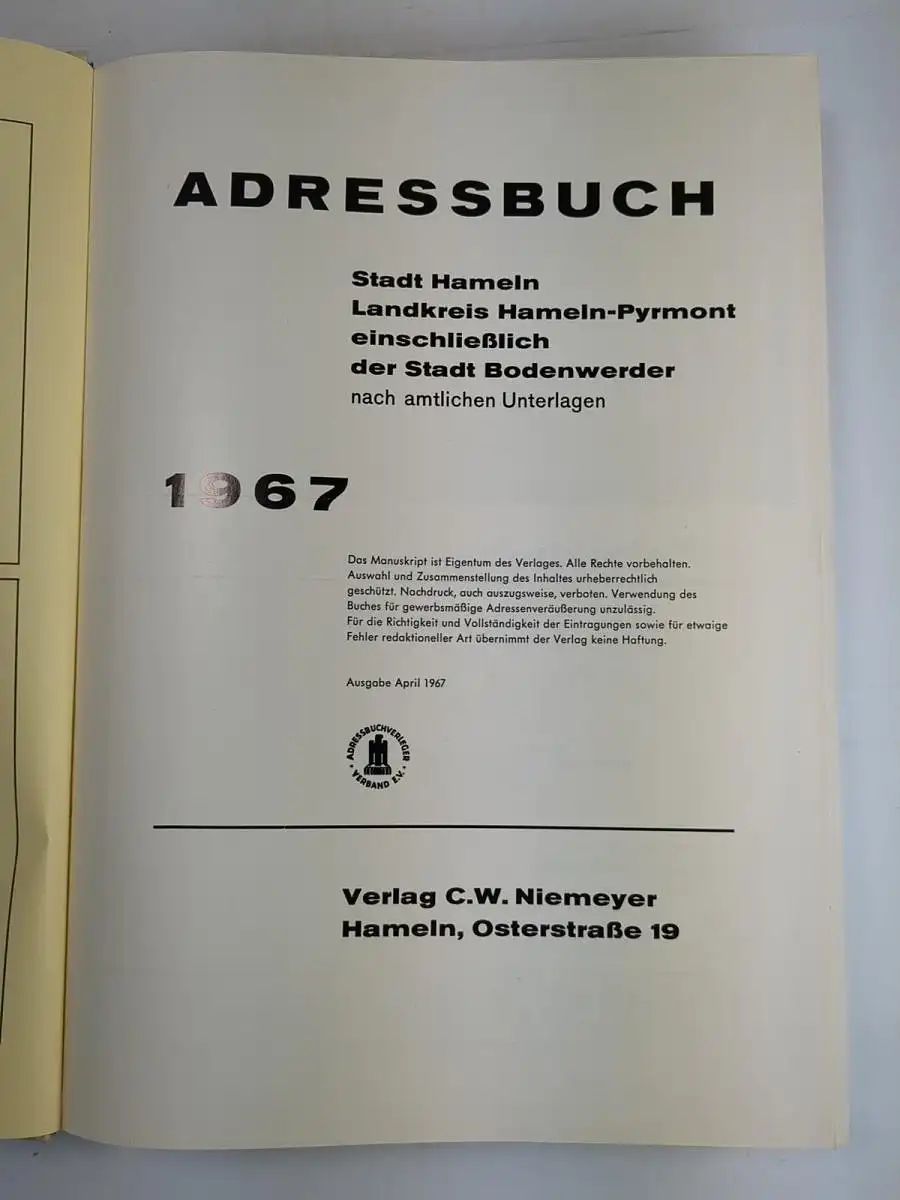 ADRESSBUCH
Stadt Hameln
Landkreis Hameln-Pyrmont
einschließlich
der Stadt Bodenwerder
nach amtlichen Unterlagen
1967
Das Manuskript ist Eigentum des Verlages. Alle Rechte vorbehalten.
Auswahl und Zusammenstellung des Inhaltes urheberrechtlich
geschützt. Nachdruck, auch auszugsweise, verboten. Verwendung des
Buches für gewerbsmäßige Adressenveräußerung unzulässig.
Für die Richtigkeit und Vollständigkeit der Eintragungen sowie für etwaige
Fehler redaktioneller Art übernimmt der Verlag keine Haftung.
Ausgabe April 1967
ADRESSBUCHVERLEGER
VERBAND E.V.
Verlag C.W. Niemeyer
Hameln, Osterstraße 19